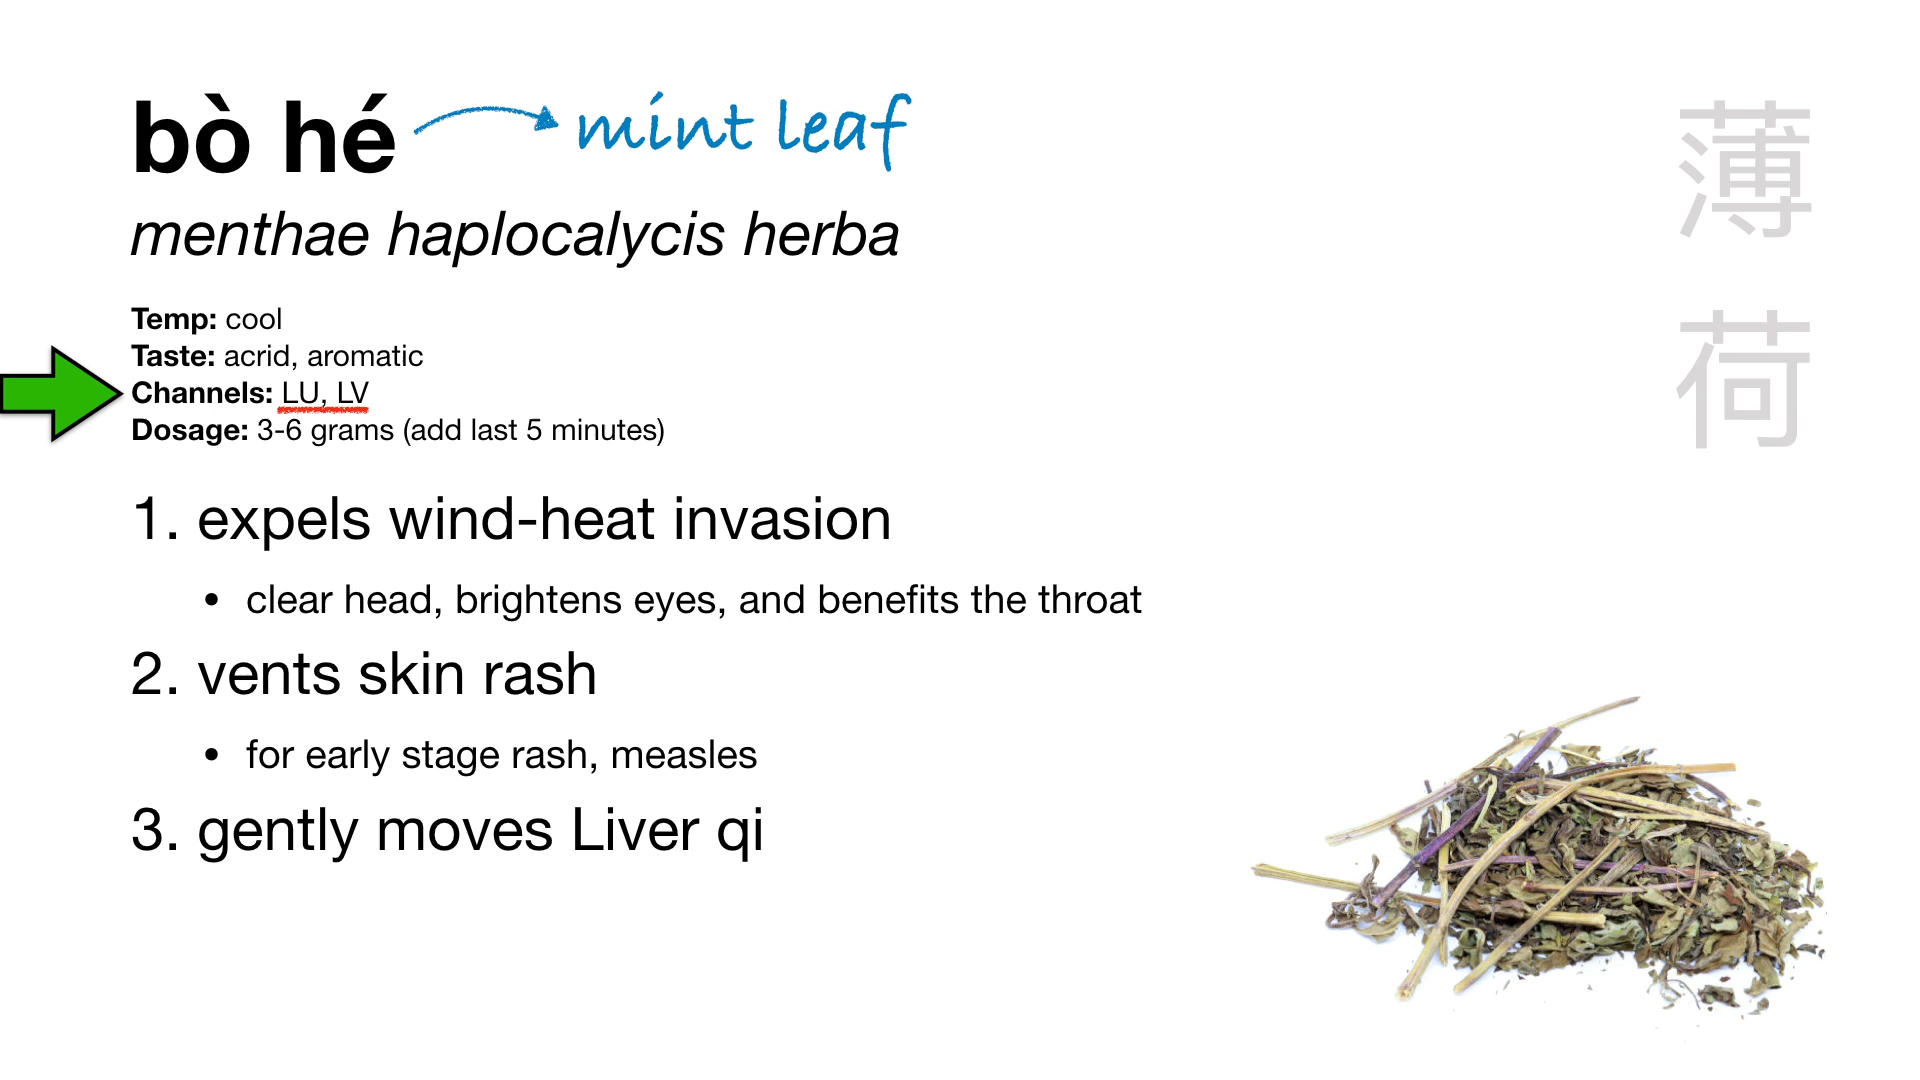 bò hé
mint leaf
menthae haplocalycis herba
Temp: cool
Taste: acrid, aromatic
Channels: LU, LV
Dosage: 3-6 grams (add last 5 minutes)
1. expels wind-heat invasion
• clear head, brightens eyes, and benefits the throat
2. vents skin rash
• for early stage rash, measles
3. gently moves Liver qi
薄
荷